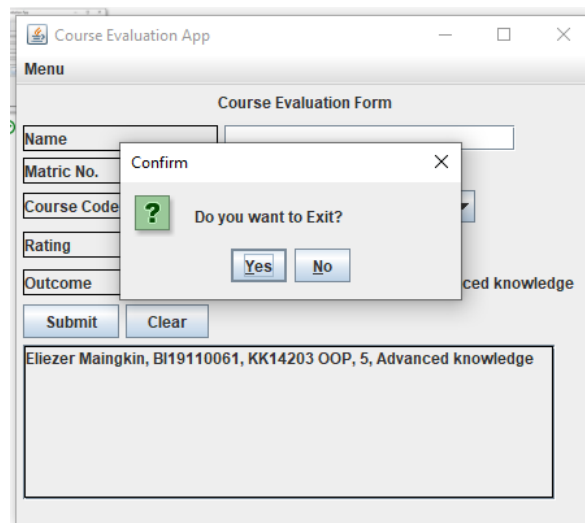 Course Evaluation App
Menu
Course Evaluation Form
Name
Matric No.
Confirm
Course Code
Do you want to Exit?
Rating
Yes No
Outcome ced knowledge
Submit Clear
Eliezer Maingkin, BI19110061, KK14203 OOP, 5, Advanced knowledge